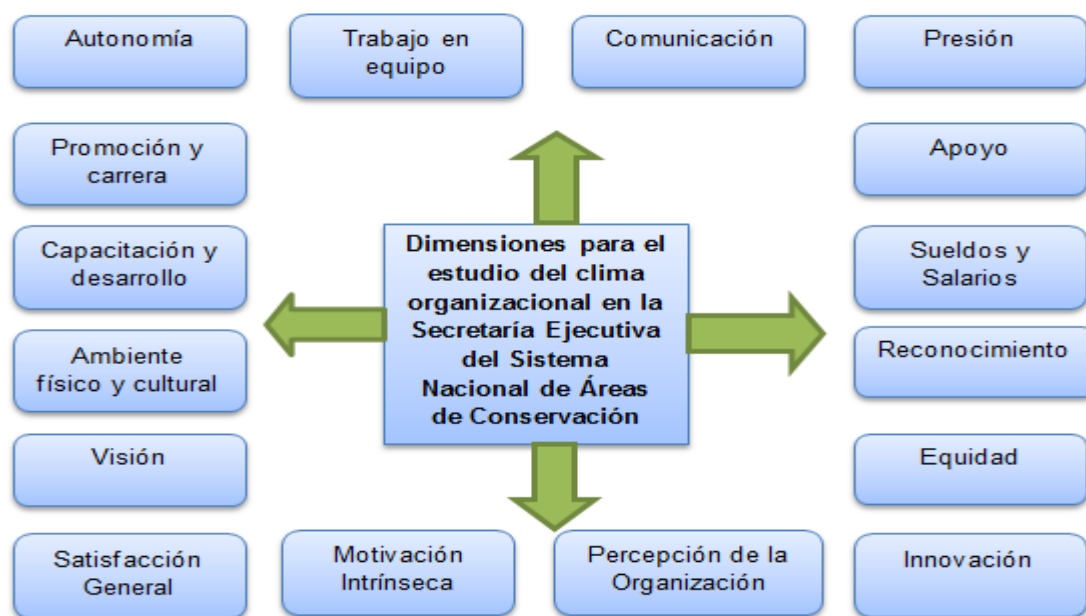 Autonomía
Trabajo en
equipo
Comunicación
Presión
Promoción y
carrera
Apoyo
Capacitación y
desarrollo
Dimensiones para el
estudio del clima
organizacional en la
Secretaría Ejecutiva
del Sistema
Nacional de Áreas
de Conservación
Sueldos y
Salarios
Ambiente
físico y cultural
Reconocimiento
Visión
Equidad
Satisfacción
General
Motivación
Intrínseca
Percepción de la
Organización
Innovación